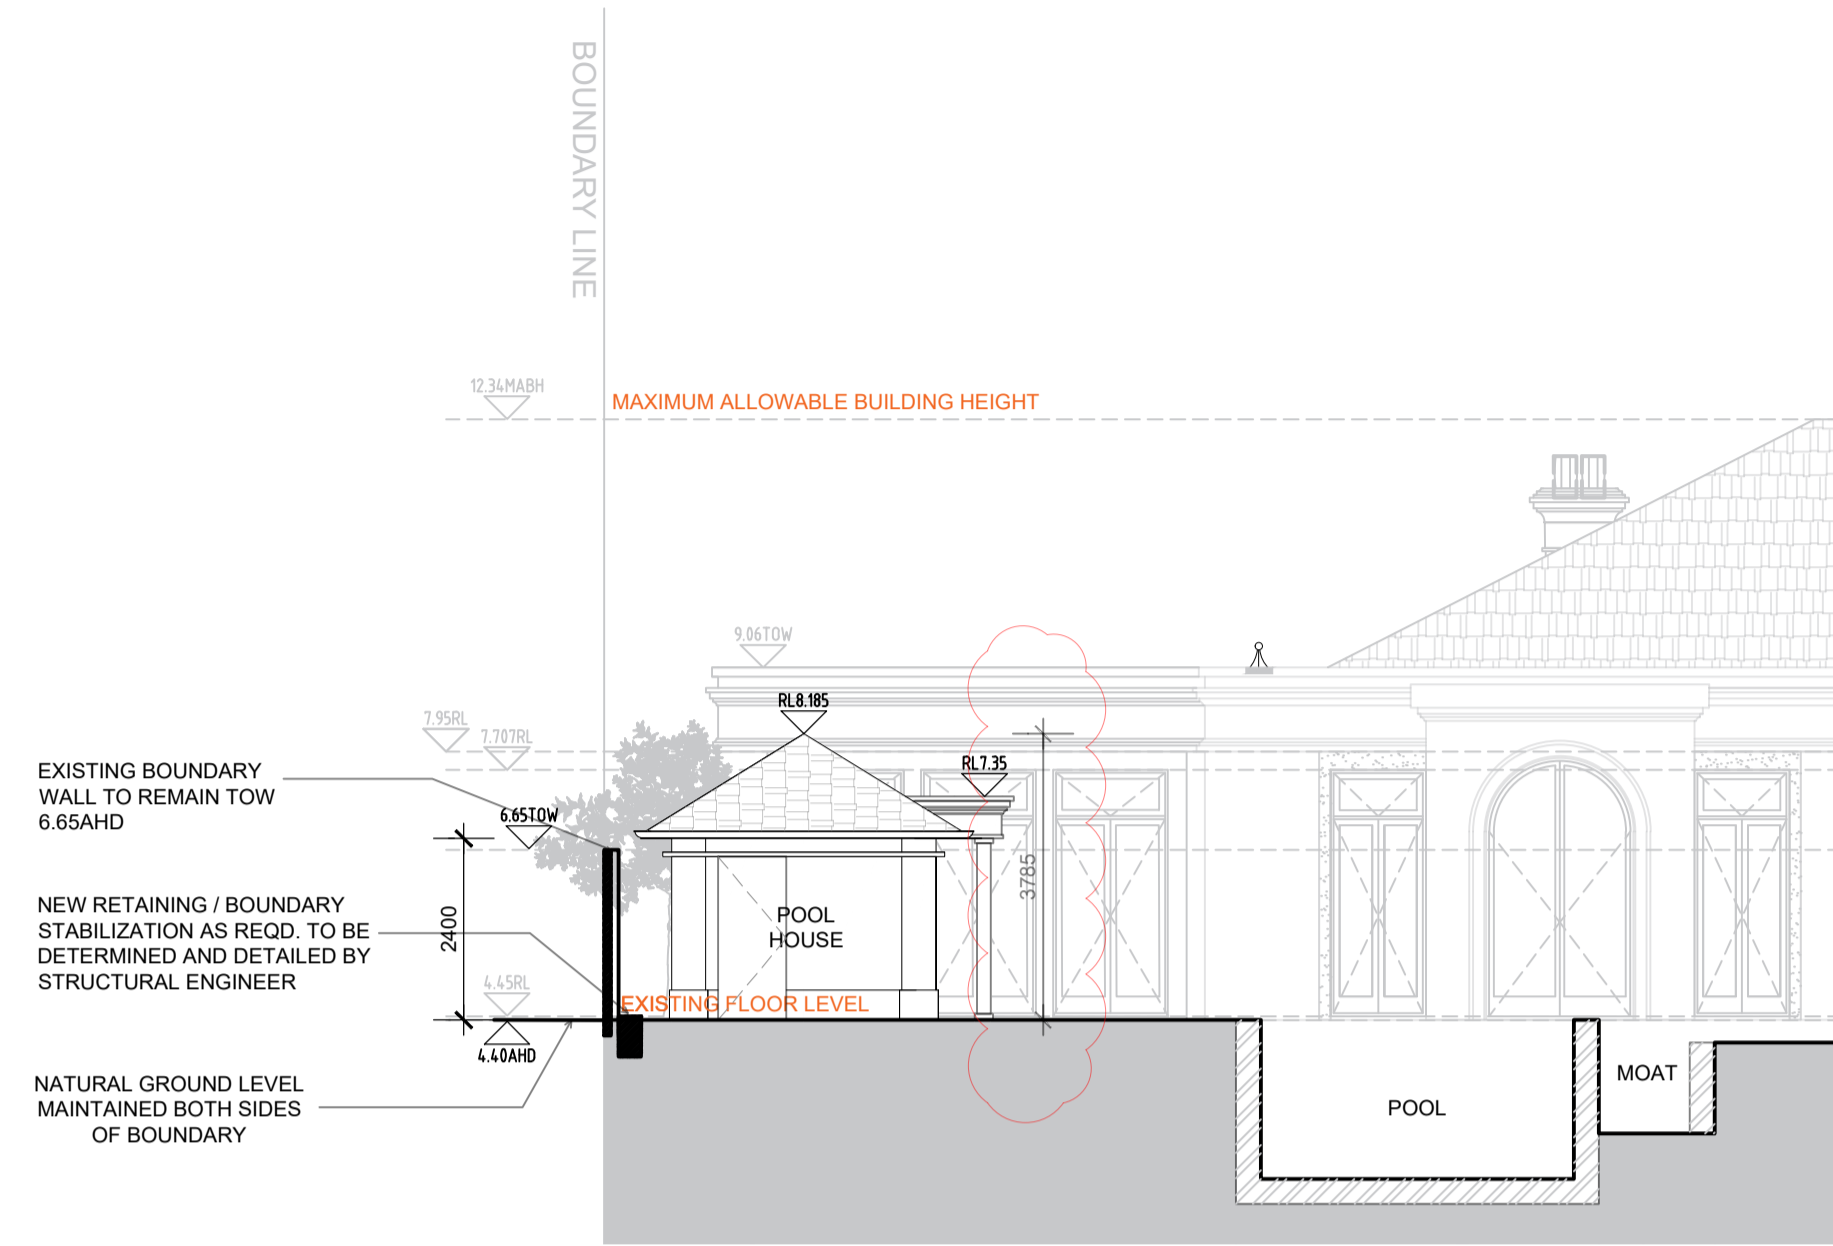 BOUNDARY LINE
12.34MABH
MAXIMUM ALLOWABLE BUILDING HEIGHT
9.06TOW
RL8.185
7.95RL
7.707RL
RL7.35
EXISTING BOUNDARY
WALL TO REMAIN TOW
6.65AHD
6.65TOW
3785
NEW RETAINING / BOUNDARY
STABILIZATION AS REQD. TO BE
DETERMINED AND DETAILED BY
STRUCTURAL ENGINEER
2400
POOL
HOUSE
4.45RL
EXISTING FLOOR LEVEL
4.40AHD
NATURAL GROUND LEVEL
MAINTAINED BOTH SIDES
OF BOUNDARY
POOL
MOAT